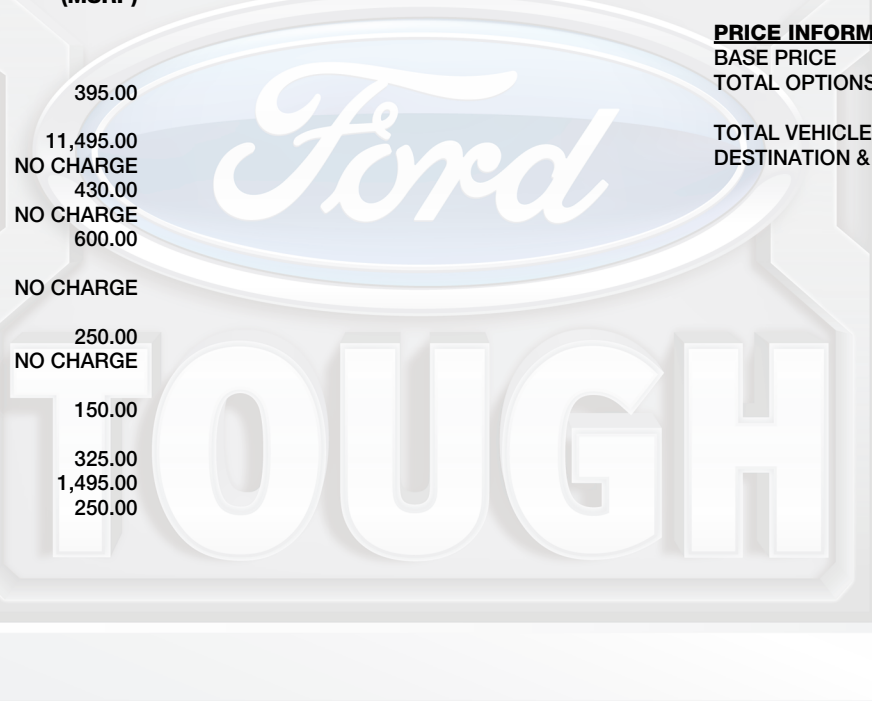 (MSRP)
395.00
11,495.00
NO CHARGE
430.00
NO CHARGE
600.00
NO CHARGE
250.00
NO CHARGE
150.00
325.00
1,495.00
250.00
PRICE INFORM
BASE PRICE
TOTAL OPTIONS
TOTAL VEHICLE
DESTINATION &
Ford
TOUGH